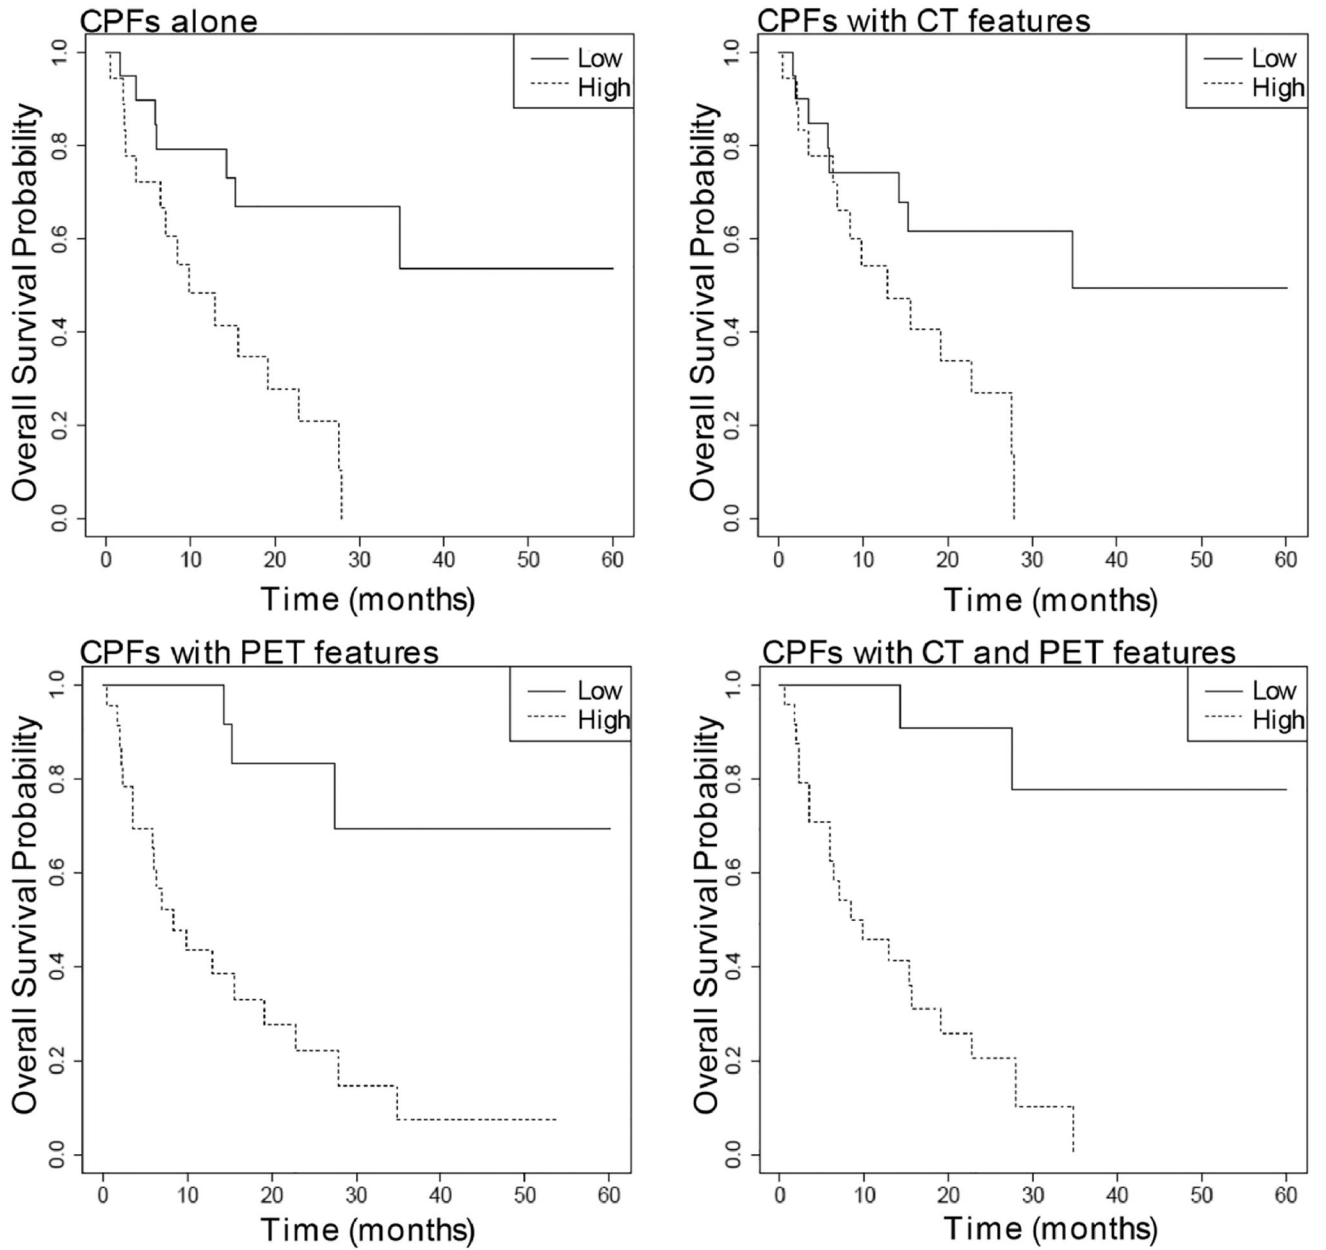 CPFs alone
Low
High
Overall Survival Probability
1.0
0.8
0.6
0.4
0.2
0.0
0 10 20 30 40 50 60
Time (months)
CPFs with CT features
Low
High
Overall Survival Probability
1.0
0.8
0.6
0.4
0.2
0.0
0 10 20 30 40 50 60
Time (months)
CPFs with PET features
Low
High
Overall Survival Probability
1.0
0.8
0.6
0.4
0.2
0.0
0 10 20 30 40 50 60
Time (months)
CPFs with CT and PET features
Low
High
Overall Survival Probability
1.0
0.8
0.6
0.4
0.2
0.0
0 10 20 30 40 50 60
Time (months)